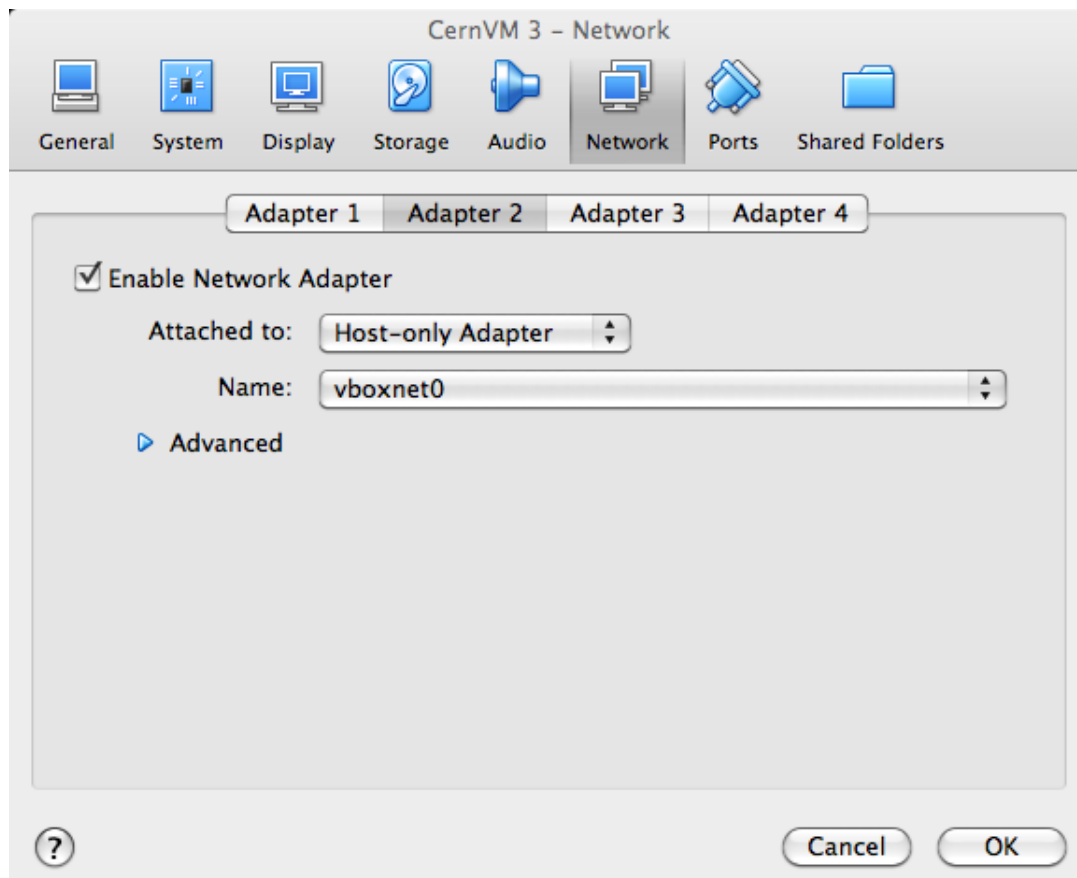 CernVM 3 – Network
General System Display Storage Audio Network Ports Shared Folders
Adapter 1 Adapter 2 Adapter 3 Adapter 4
Enable Network Adapter
Attached to: Host-only Adapter
Name: vboxnet0
Advanced
? Cancel OK